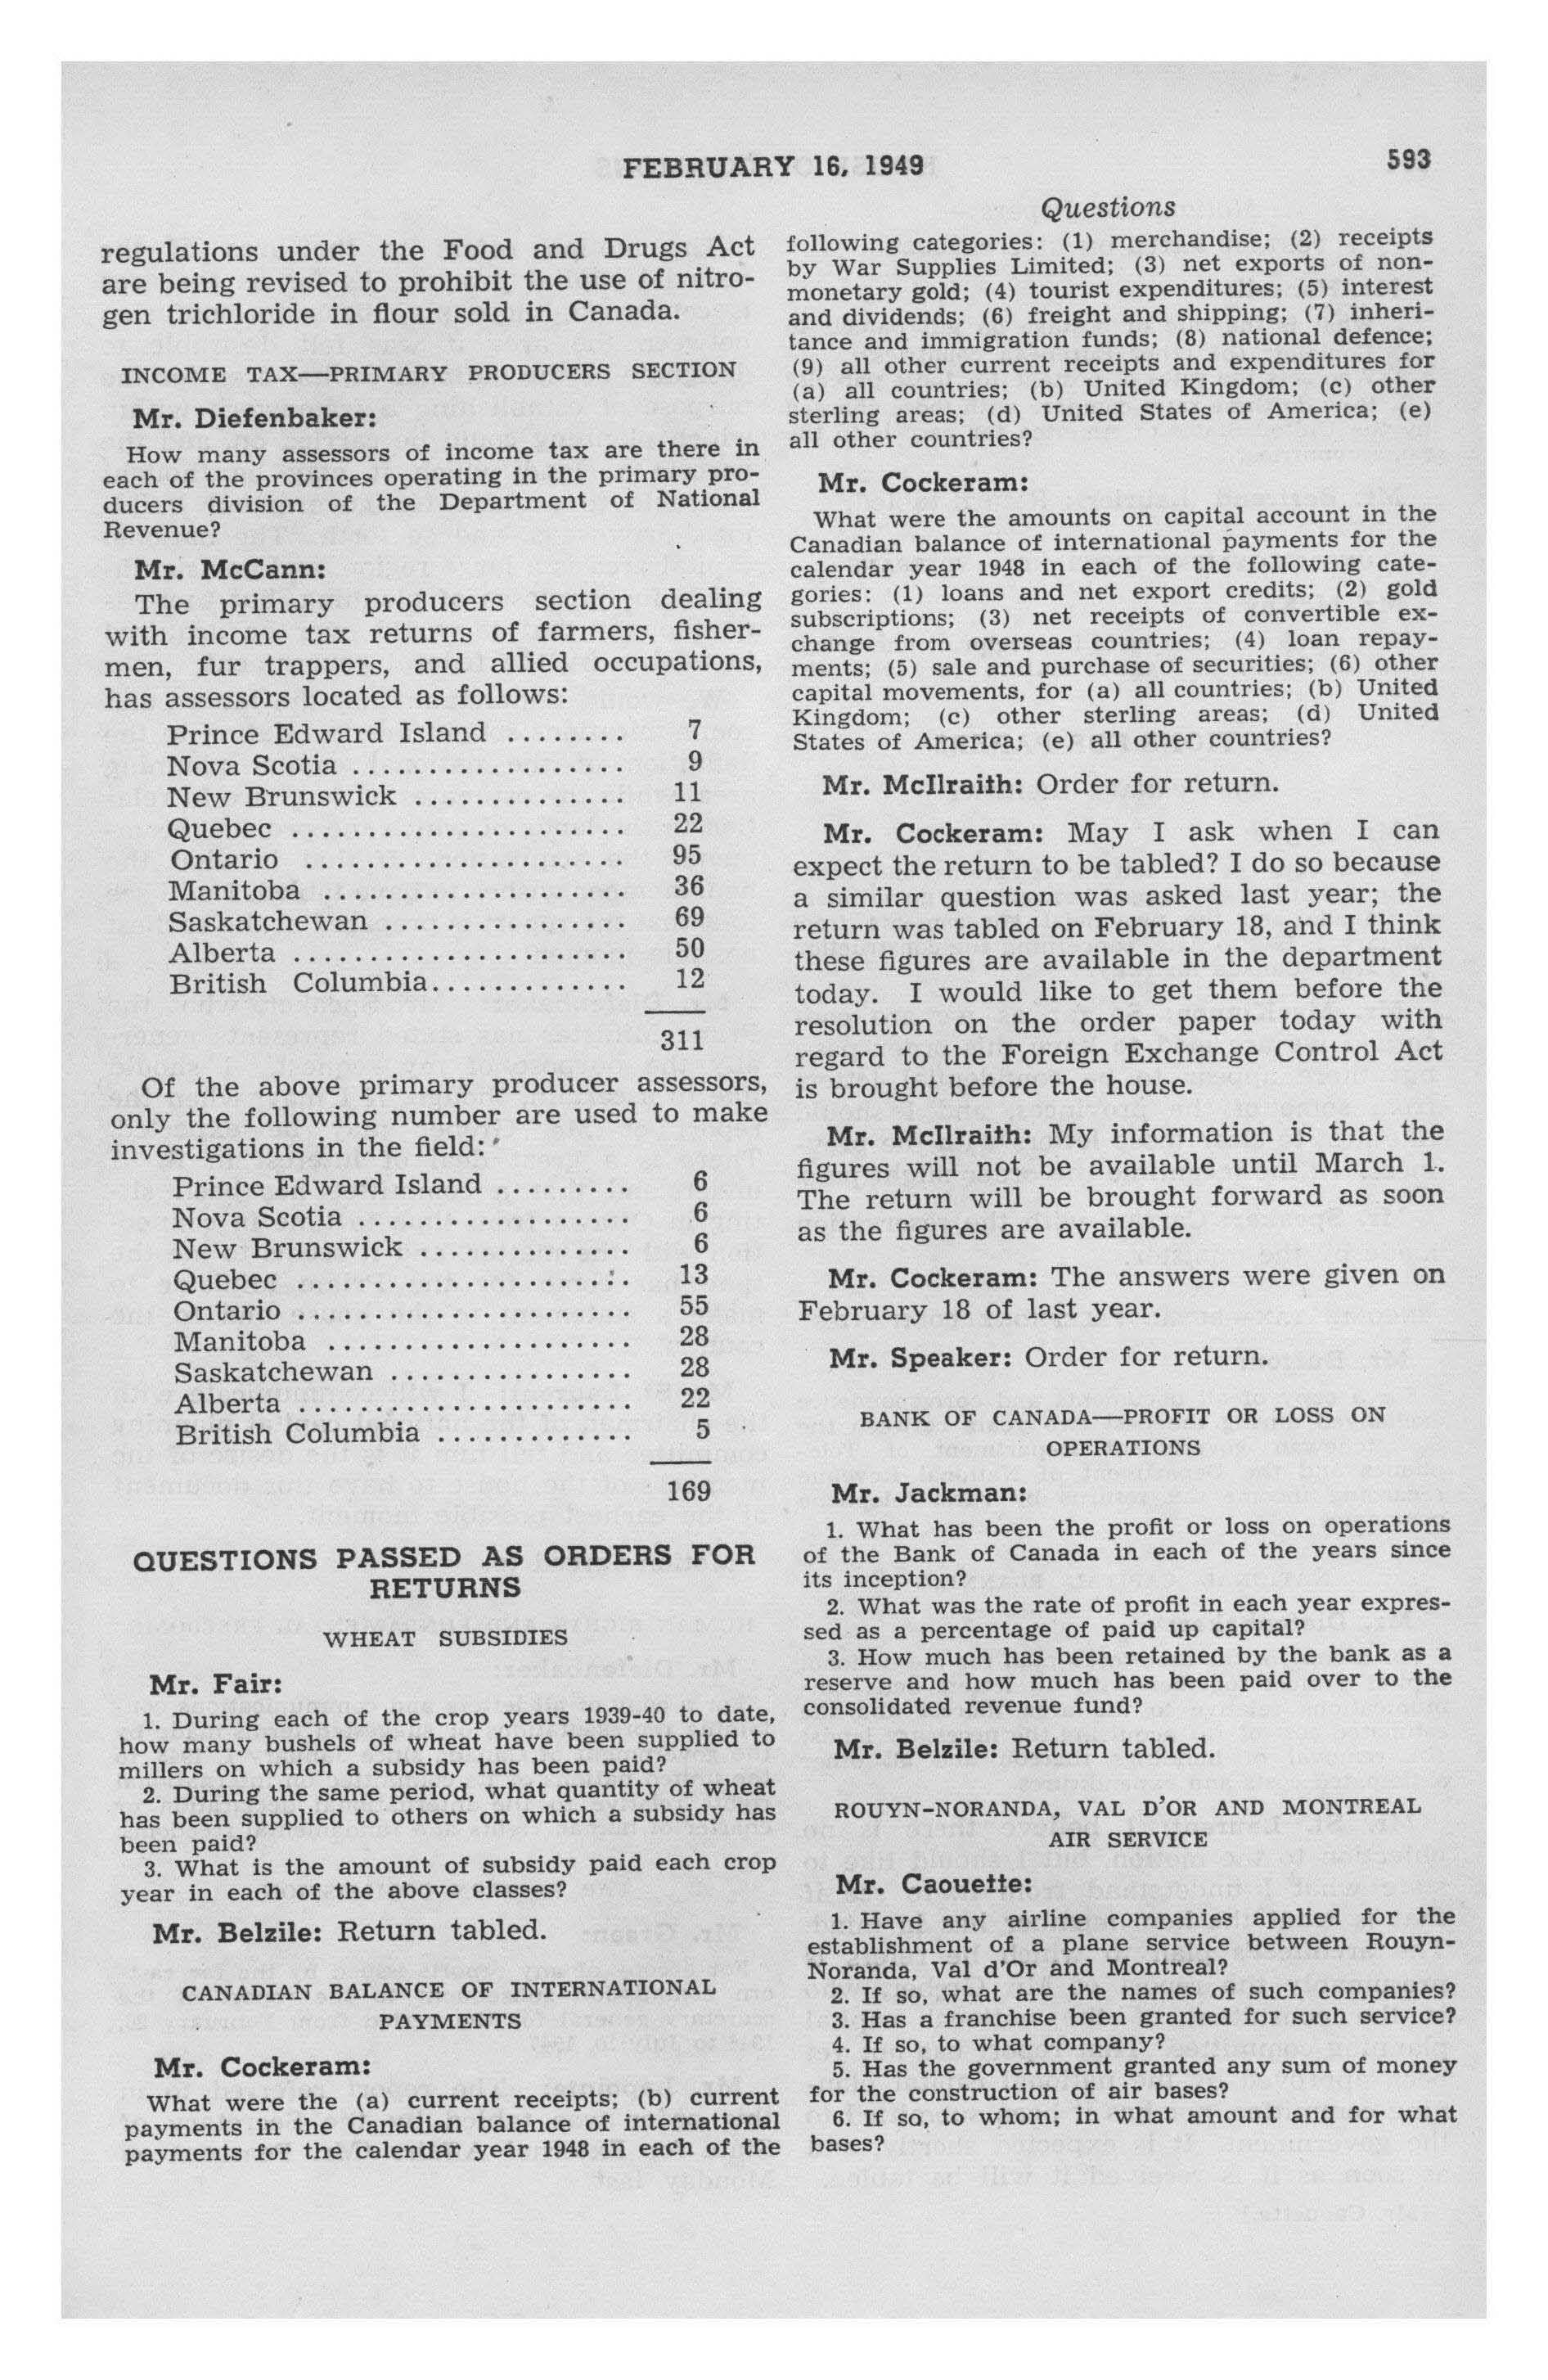 FEBRUARY 16, 1949
593
Questions
regulations under the Food and Drugs Act
are being revised to prohibit the use of nitro-
gen trichloride in flour sold in Canada.
INCOME TAX—PRIMARY PRODUCERS SECTION
Mr. Diefenbaker:
How many assessors of income tax are there in
each of the provinces operating in the primary pro-
ducers division of the Department of National
Revenue?
Mr. McCann:
The primary producers section dealing
with income tax returns of farmers, fisher-
men, fur trappers, and allied occupations,
has assessors located as follows:
Prince Edward Island ........ 7
Nova Scotia .................. 9
New Brunswick .............. 11
Quebec ...................... 22
Ontario ..................... 95
Manitoba .................... 36
Saskatchewan ................ 69
Alberta ...................... 50
British Columbia............. 12
311
Of the above primary producer assessors,
only the following number are used to make
investigations in the field:
Prince Edward Island ......... 6
Nova Scotia .................. 6
New Brunswick .............. 6
Quebec ...................... 13
Ontario ...................... 55
Manitoba .................... 28
Saskatchewan ................ 28
Alberta ...................... 22
British Columbia ............. 5
169
QUESTIONS PASSED AS ORDERS FOR
RETURNS
WHEAT SUBSIDIES
Mr. Fair:
1. During each of the crop years 1939-40 to date,
how many bushels of wheat have been supplied to
millers on which a subsidy has been paid?
2. During the same period, what quantity of wheat
has been supplied to others on which a subsidy has
been paid?
3. What is the amount of subsidy paid each crop
year in each of the above classes?
Mr. Belzile: Return tabled.
CANADIAN BALANCE OF INTERNATIONAL
PAYMENTS
Mr. Cockeram:
What were the (a) current receipts; (b) current
payments in the Canadian balance of international
payments for the calendar year 1948 in each of the
following categories: (1) merchandise; (2) receipts
by War Supplies Limited; (3) net exports of non-
monetary gold; (4) tourist expenditures; (5) interest
and dividends; (6) freight and shipping; (7) inheri-
tance and immigration funds; (8) national defence;
(9) all other current receipts and expenditures for
(a) all countries; (b) United Kingdom; (c) other
sterling areas; (d) United States of America; (e)
all other countries?
Mr. Cockeram:
What were the amounts on capital account in the
Canadian balance of international payments for the
calendar year 1948 in each of the following cate-
gories: (1) loans and net export credits; (2) gold
subscriptions; (3) net receipts of convertible ex-
change from overseas countries; (4) loan repay-
ments; (5) sale and purchase of securities; (6) other
capital movements, for (a) all countries; (b) United
Kingdom; (c) other sterling areas; (d) United
States of America; (e) all other countries?
Mr. McIlraith: Order for return.
Mr. Cockeram: May I ask when I can
expect the return to be tabled? I do so because
a similar question was asked last year; the
return was tabled on February 18, and I think
these figures are available in the department
today. I would like to get them before the
resolution on the order paper today with
regard to the Foreign Exchange Control Act
is brought before the house.
Mr. McIlraith: My information is that the
figures will not be available until March 1.
The return will be brought forward as soon
as the figures are available.
Mr. Cockeram: The answers were given on
February 18 of last year.
Mr. Speaker: Order for return.
BANK OF CANADA—PROFIT OR LOSS ON
OPERATIONS
Mr. Jackman:
1. What has been the profit or loss on operations
of the Bank of Canada in each of the years since
its inception?
2. What was the rate of profit in each year expres-
sed as a percentage of paid up capital?
3. How much has been retained by the bank as a
reserve and how much has been paid over to the
consolidated revenue fund?
Mr. Belzile: Return tabled.
ROUYN-NORANDA, VAL D'OR AND MONTREAL
AIR SERVICE
Mr. Caouette:
1. Have any airline companies applied for the
establishment of a plane service between Rouyn-
Noranda, Val d'Or and Montreal?
2. If so, what are the names of such companies?
3. Has a franchise been granted for such service?
4. If so, to what company?
5. Has the government granted any sum of money
for the construction of air bases?
6. If so, to whom; in what amount and for what
bases?